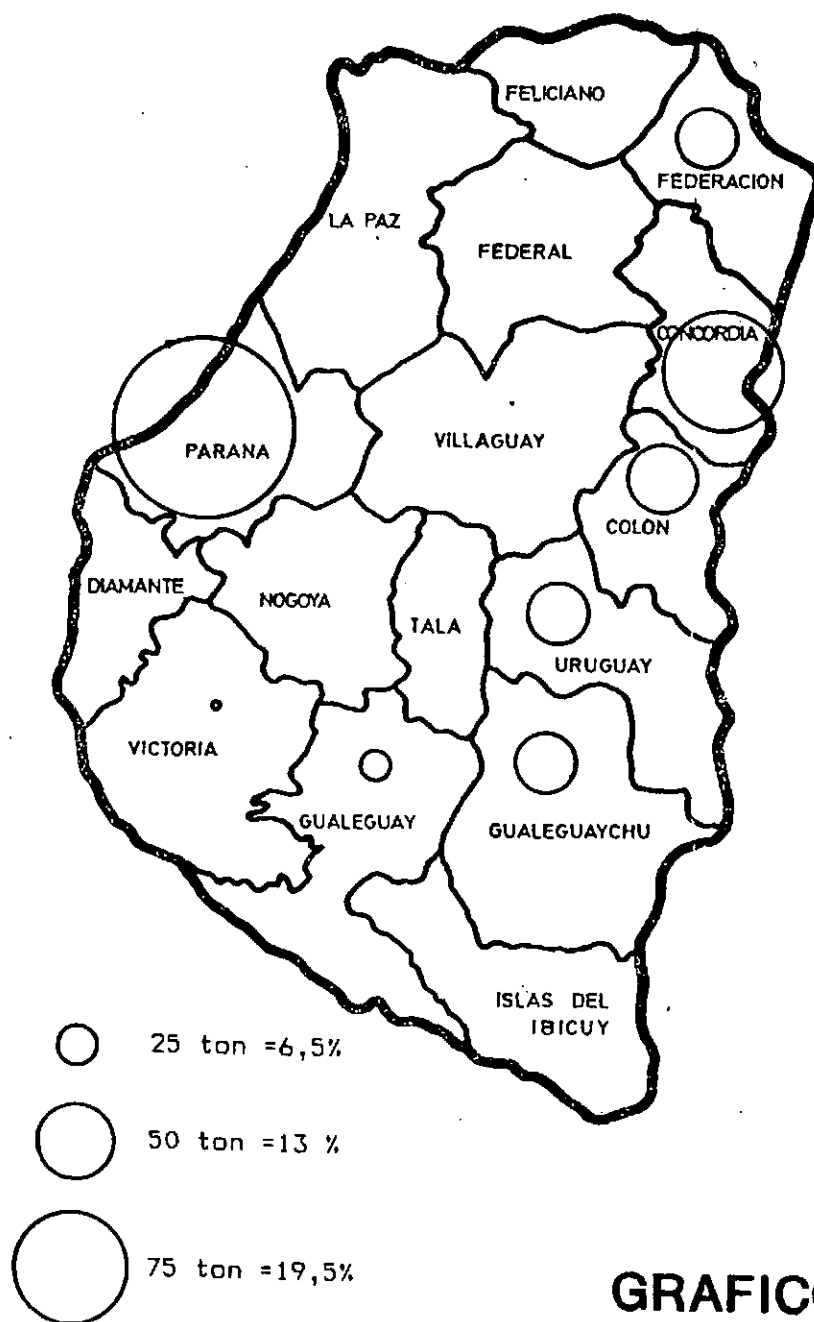 FELICIANO
FEDERACION
LA PAZ
FEDERAL
CONCORDIA
PARANA
VILLAGUAY
COLON
DIAMANTE
NOGOYA
TALA
URUGUAY
VICTORIA
GUALEGUAY
GUALEGUAYCHU
ISLAS DEL
IBICUY
25 ton =6,5%
50 ton =13 %
75 ton =19,5%
GRAFICO